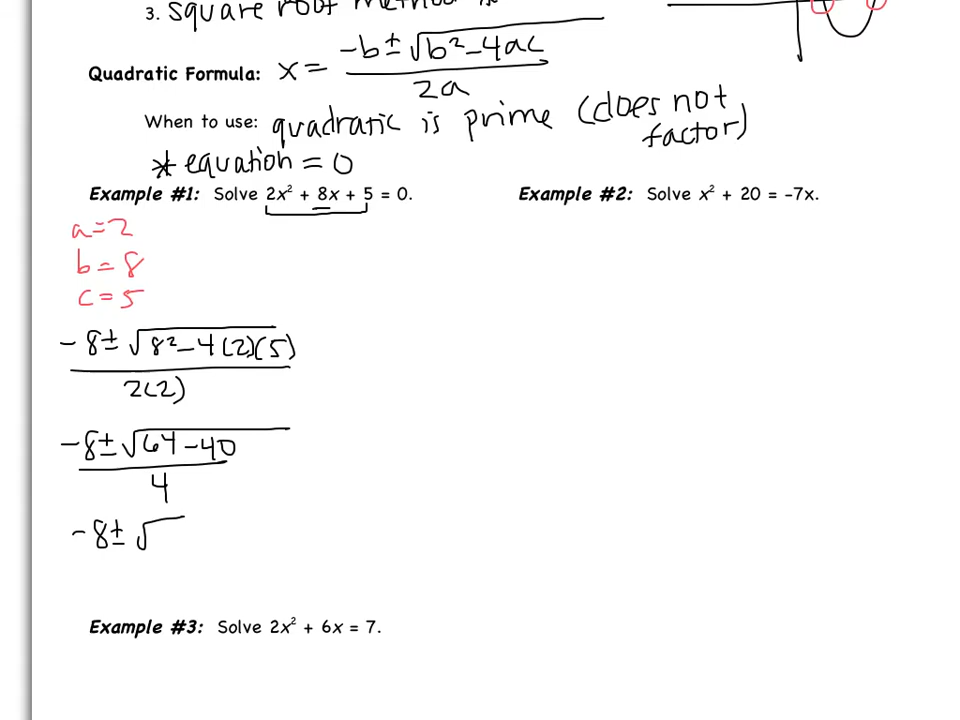 3. square root method
Quadratic Formula: x = -b ± √b² - 4ac
2a
When to use: quadratic is prime (does not factor)
* equation = 0
Example #1: Solve 2x² + 8x + 5 = 0.
Example #2: Solve x² + 20 = -7x.
a = 2
b = 8
c = 5
-8 ± √8² - 4(2)(5)
2(2)
-8 ± √64 - 40
4
-8 ± √
Example #3: Solve 2x² + 6x = 7.